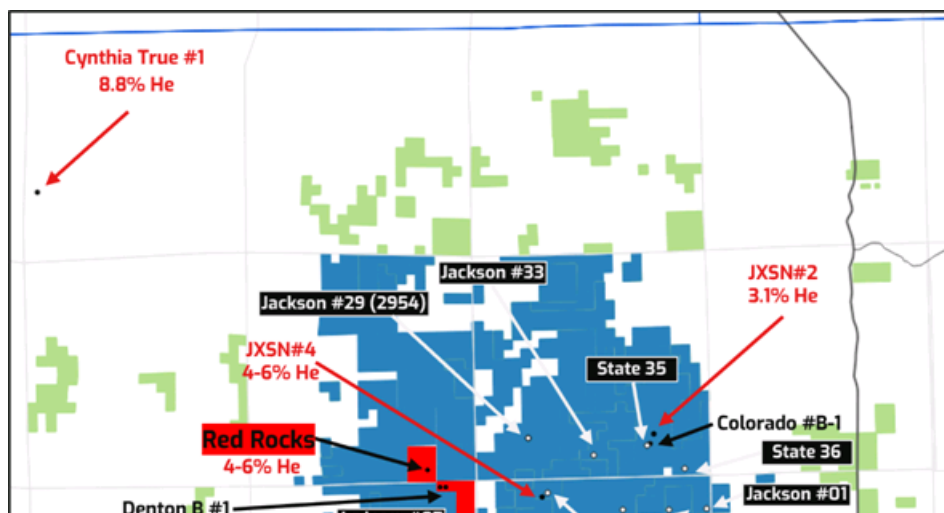 Cynthia True #1
8.8% He
Jackson #33
JXSN#2
3.1% He
Jackson #29 (2954)
JXSN#4
4-6% He
State 35
Colorado #B-1
Red Rocks
4-6% He
State 36
Jackson #01
Denton B #1